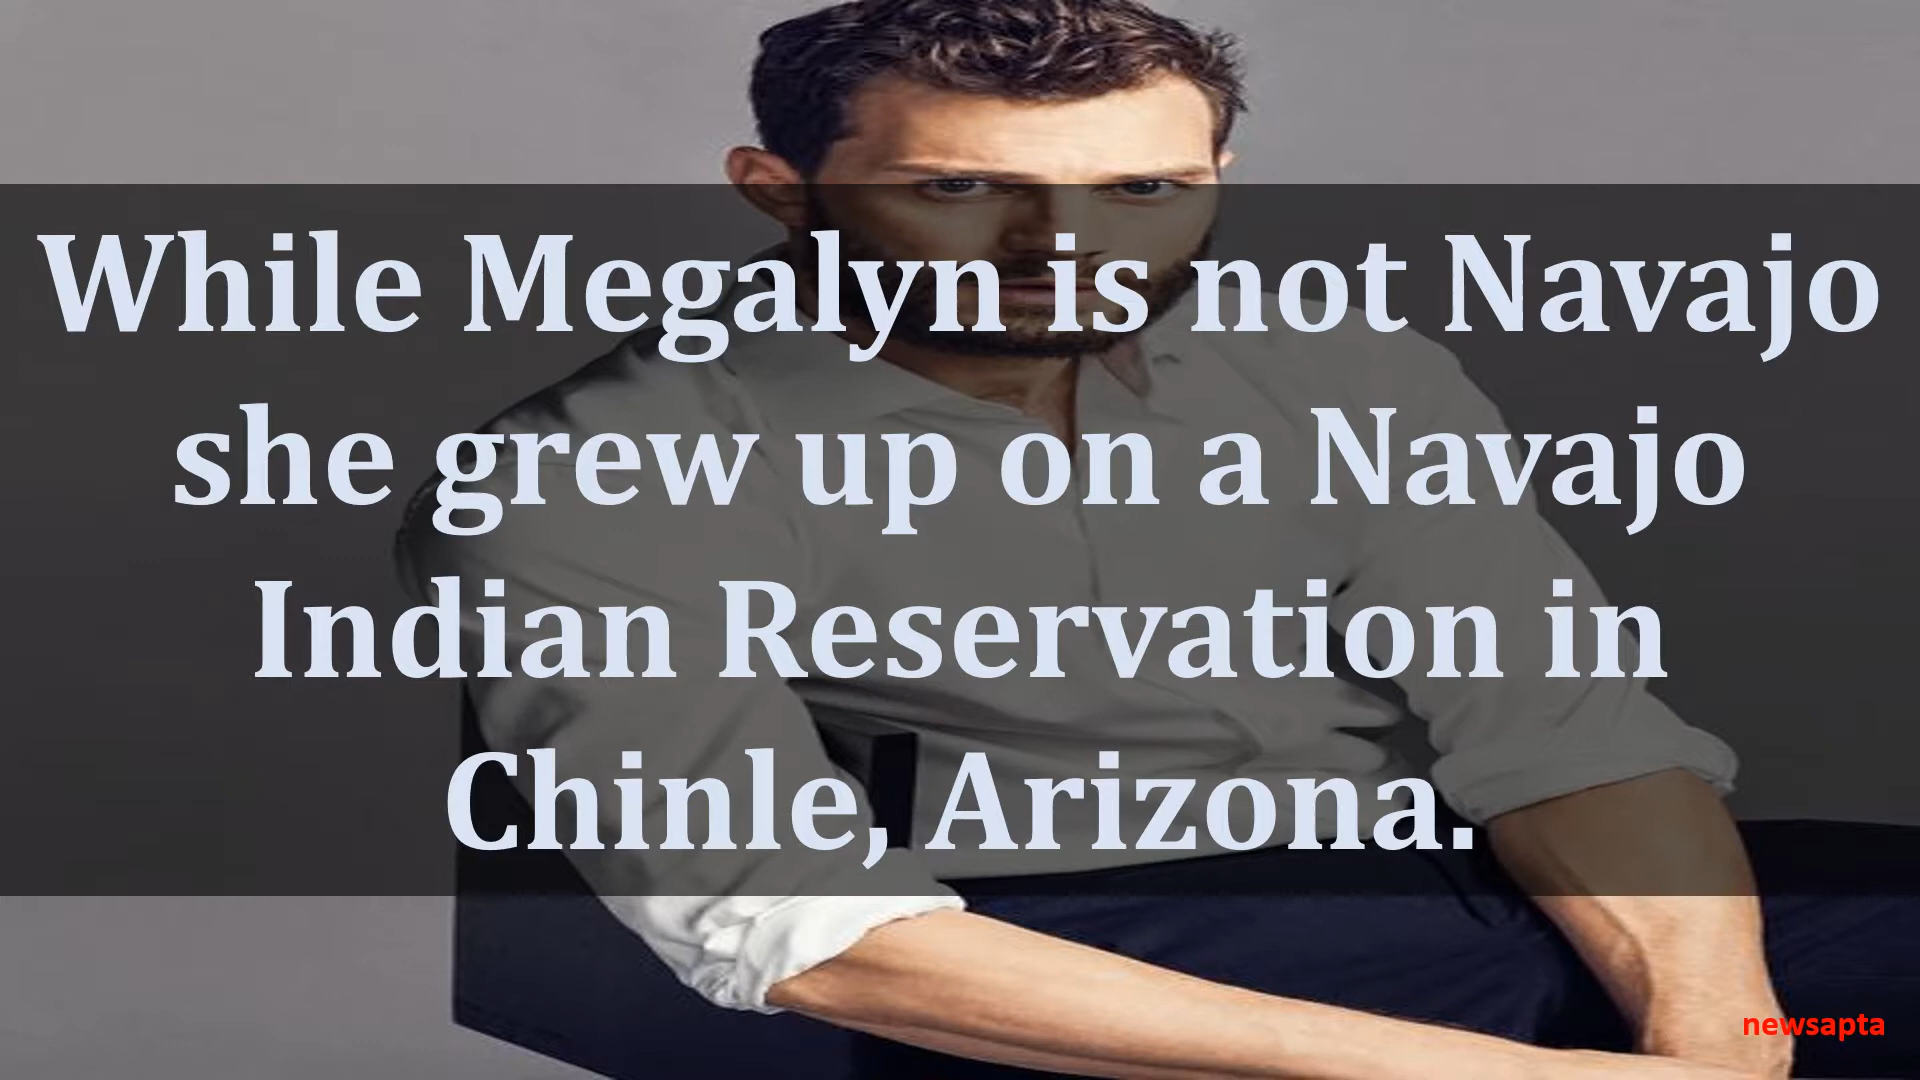 While Megalyn is not Navajo
she grew up on a Navajo
Indian Reservation in
Chinle, Arizona.
newsapta